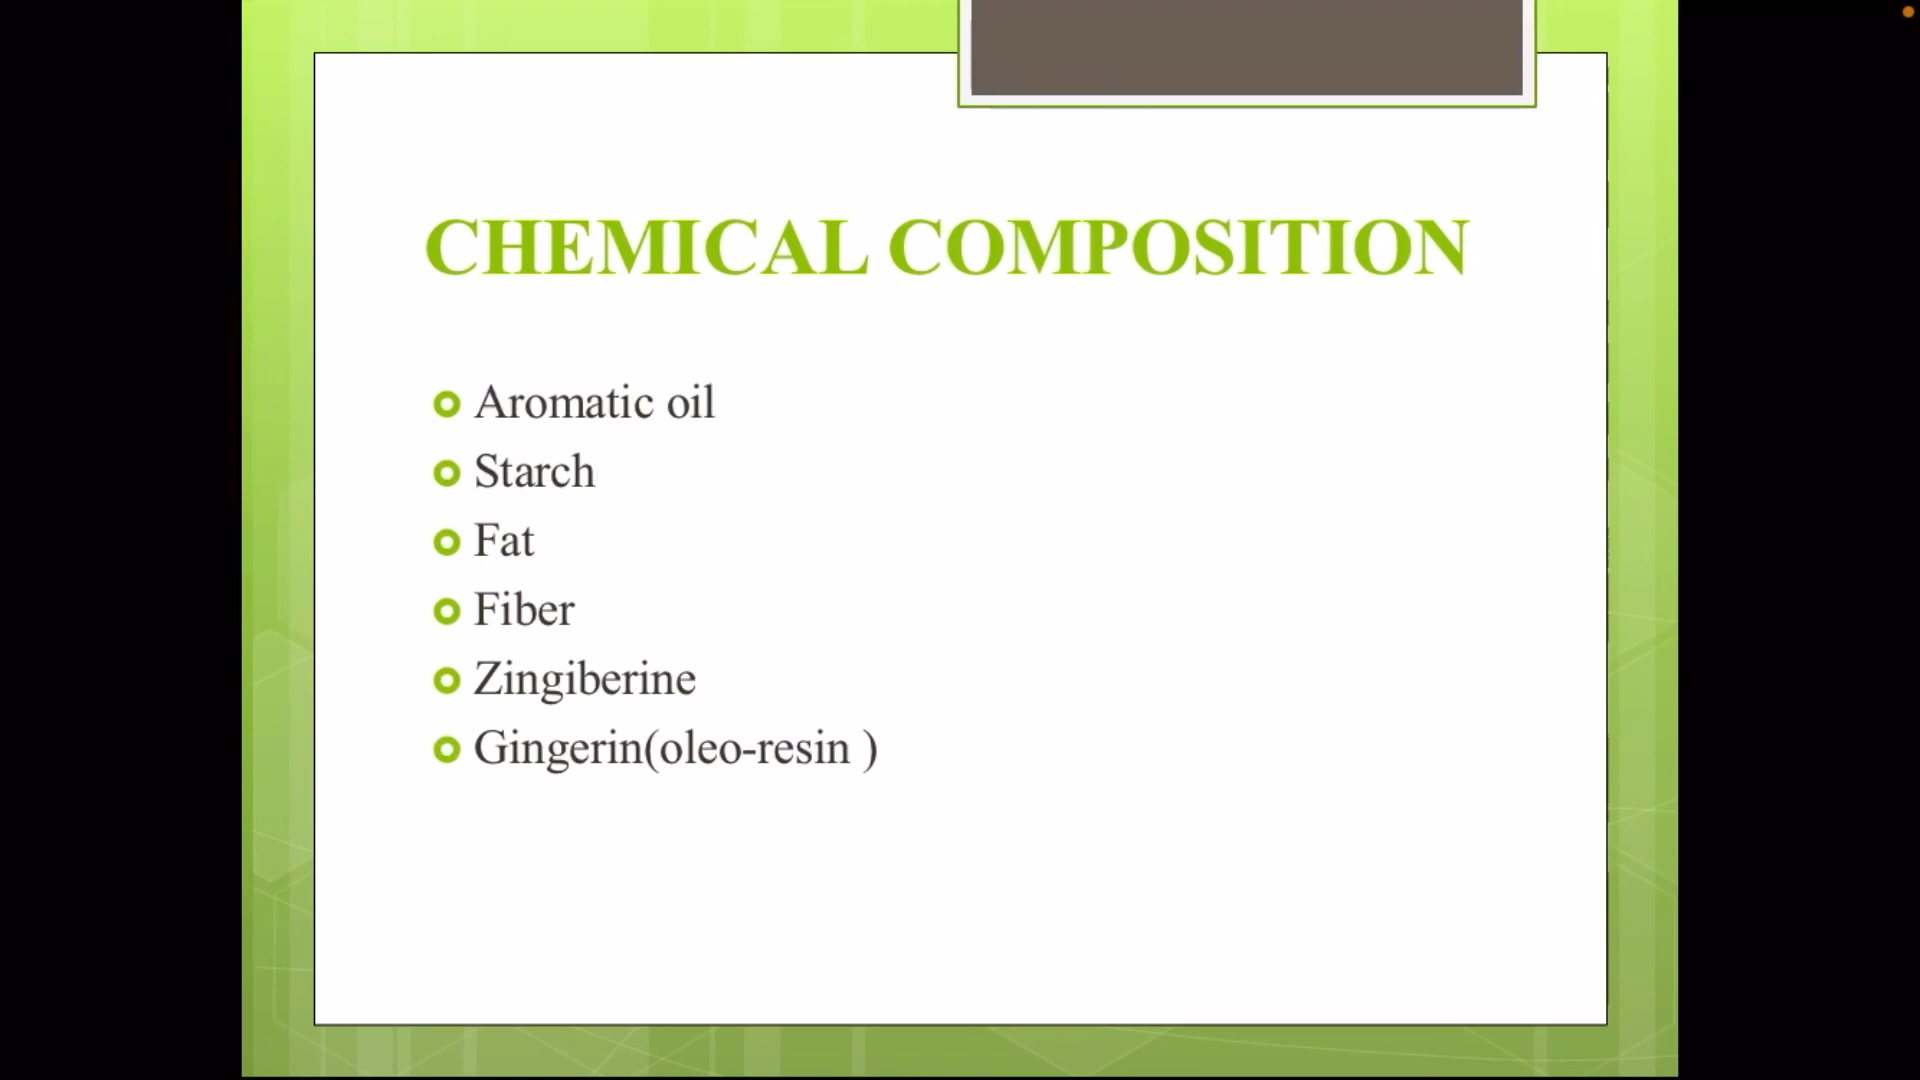 CHEMICAL COMPOSITION
Aromatic oil
Starch
Fat
Fiber
Zingiberine
Gingerin(oleo-resin )